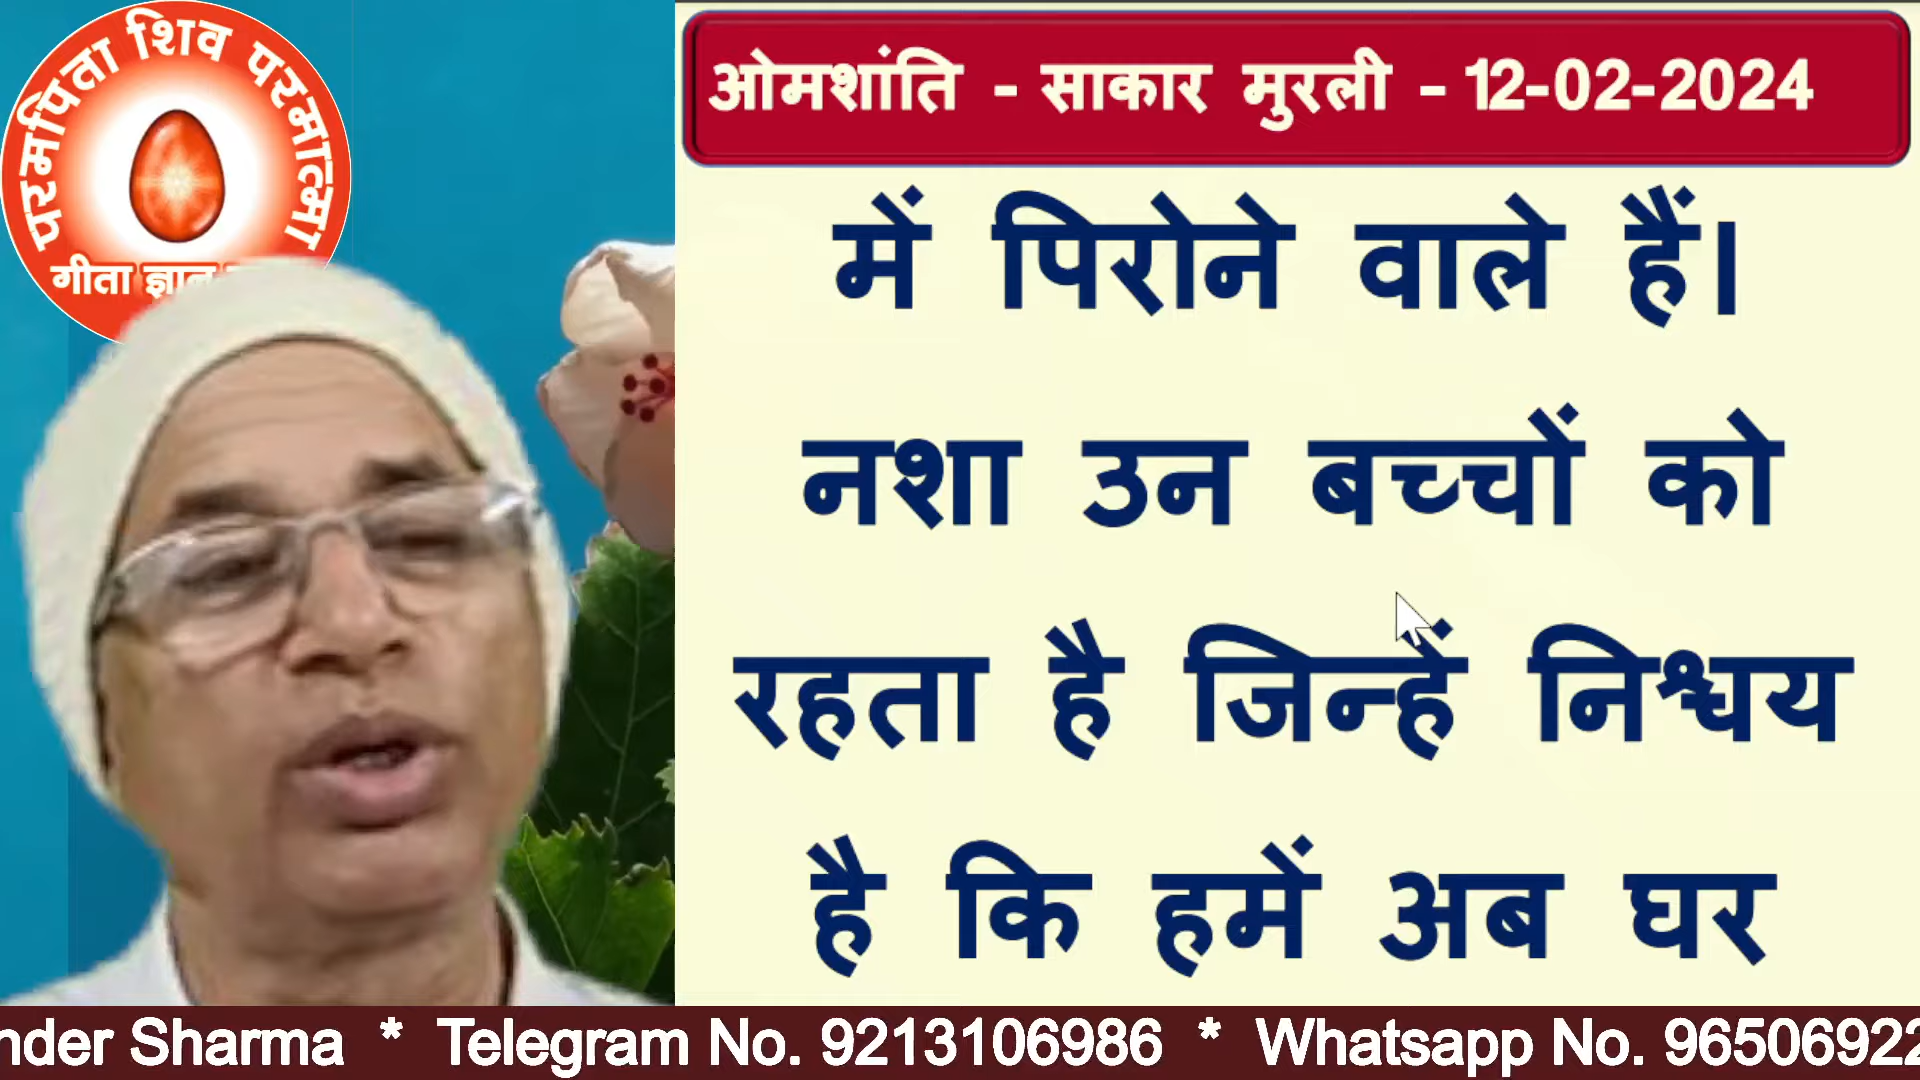 परमपिता शिव परमात्मा
गीता ज्ञान
ओमशांति - साकार मुरली - 12-02-2024
में पिरोने वाले हैं।
नशा उन बच्चों को
रहता है जिन्हें निश्चय
है कि हमें अब घर
nder Sharma * Telegram No. 9213106986 * Whatsapp No. 96506922